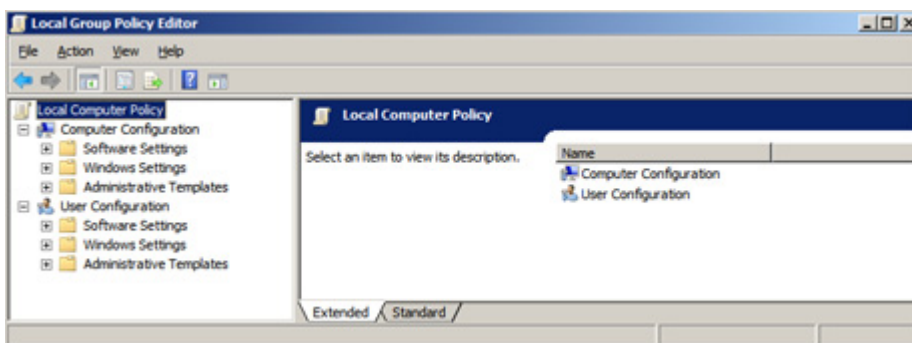 Local Group Policy Editor
File Action View Help
Local Computer Policy
Computer Configuration
Software Settings
Windows Settings
Administrative Templates
User Configuration
Software Settings
Windows Settings
Administrative Templates
Local Computer Policy
Select an item to view its description.
Name
Computer Configuration
User Configuration
Extended Standard